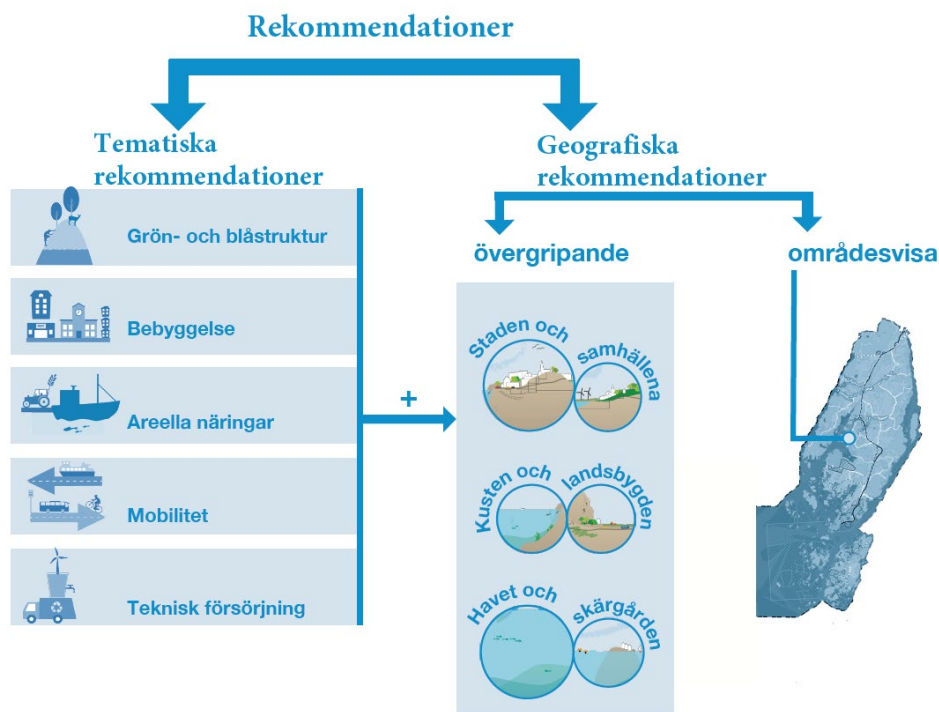 Rekommendationer
Tematiska
rekommendationer
Grön- och blåstruktur
Bebyggelse
Areella näringar
Mobilitet
Teknisk försörjning
+
Geografiska
rekommendationer
övergripande
områdesvisa
Staden och
samhällena
Kusten och
landsbygden
Havet och
skärgården